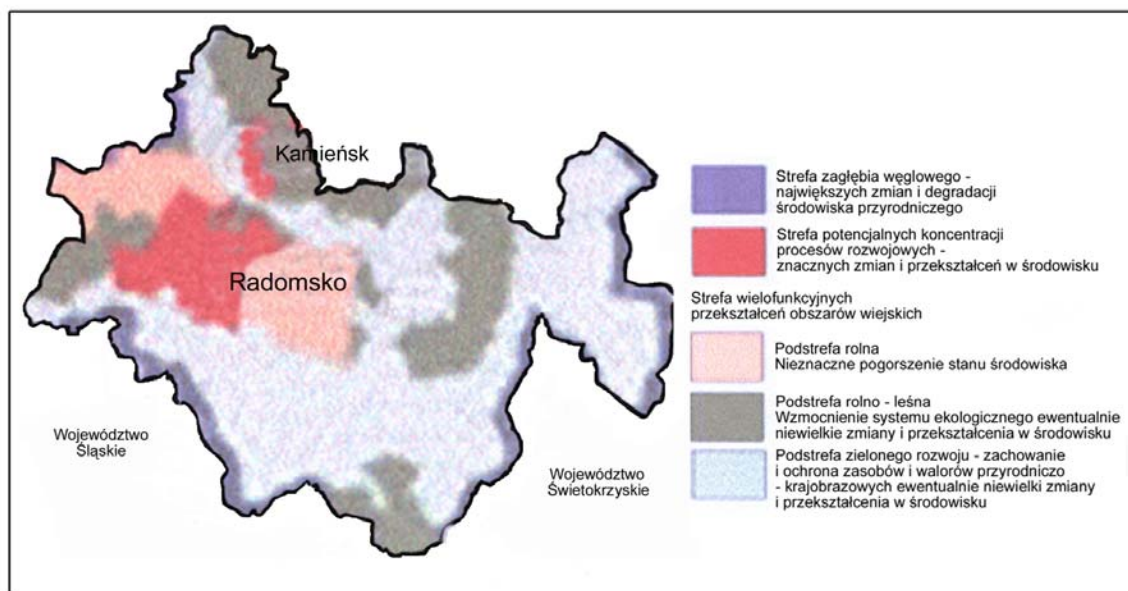 Kamieńsk
Radomsko
Województwo
Śląskie
Województwo
Świetokrzyskie
Strefa zagłębia węglowego -
największych zmian i degradacji
środowiska przyrodniczego
Strefa potencjalnych koncentracji
procesów rozwojowych -
znacznych zmian i przekształceń w środowisku
Strefa wielofunkcyjnych
przekształceń obszarów wiejskich
Podstrefa rolna
Nieznaczne pogorszenie stanu środowiska
Podstrefa rolno - leśna
Wzmocnienie systemu ekologicznego ewentualnie
niewielkie zmiany i przekształcenia w środowisku
Podstrefa zielonego rozwoju - zachowanie
i ochrona zasobów i walorów przyrodniczo
- krajobrazowych ewentualnie niewielki zmiany
i przekształcenia w środowisku